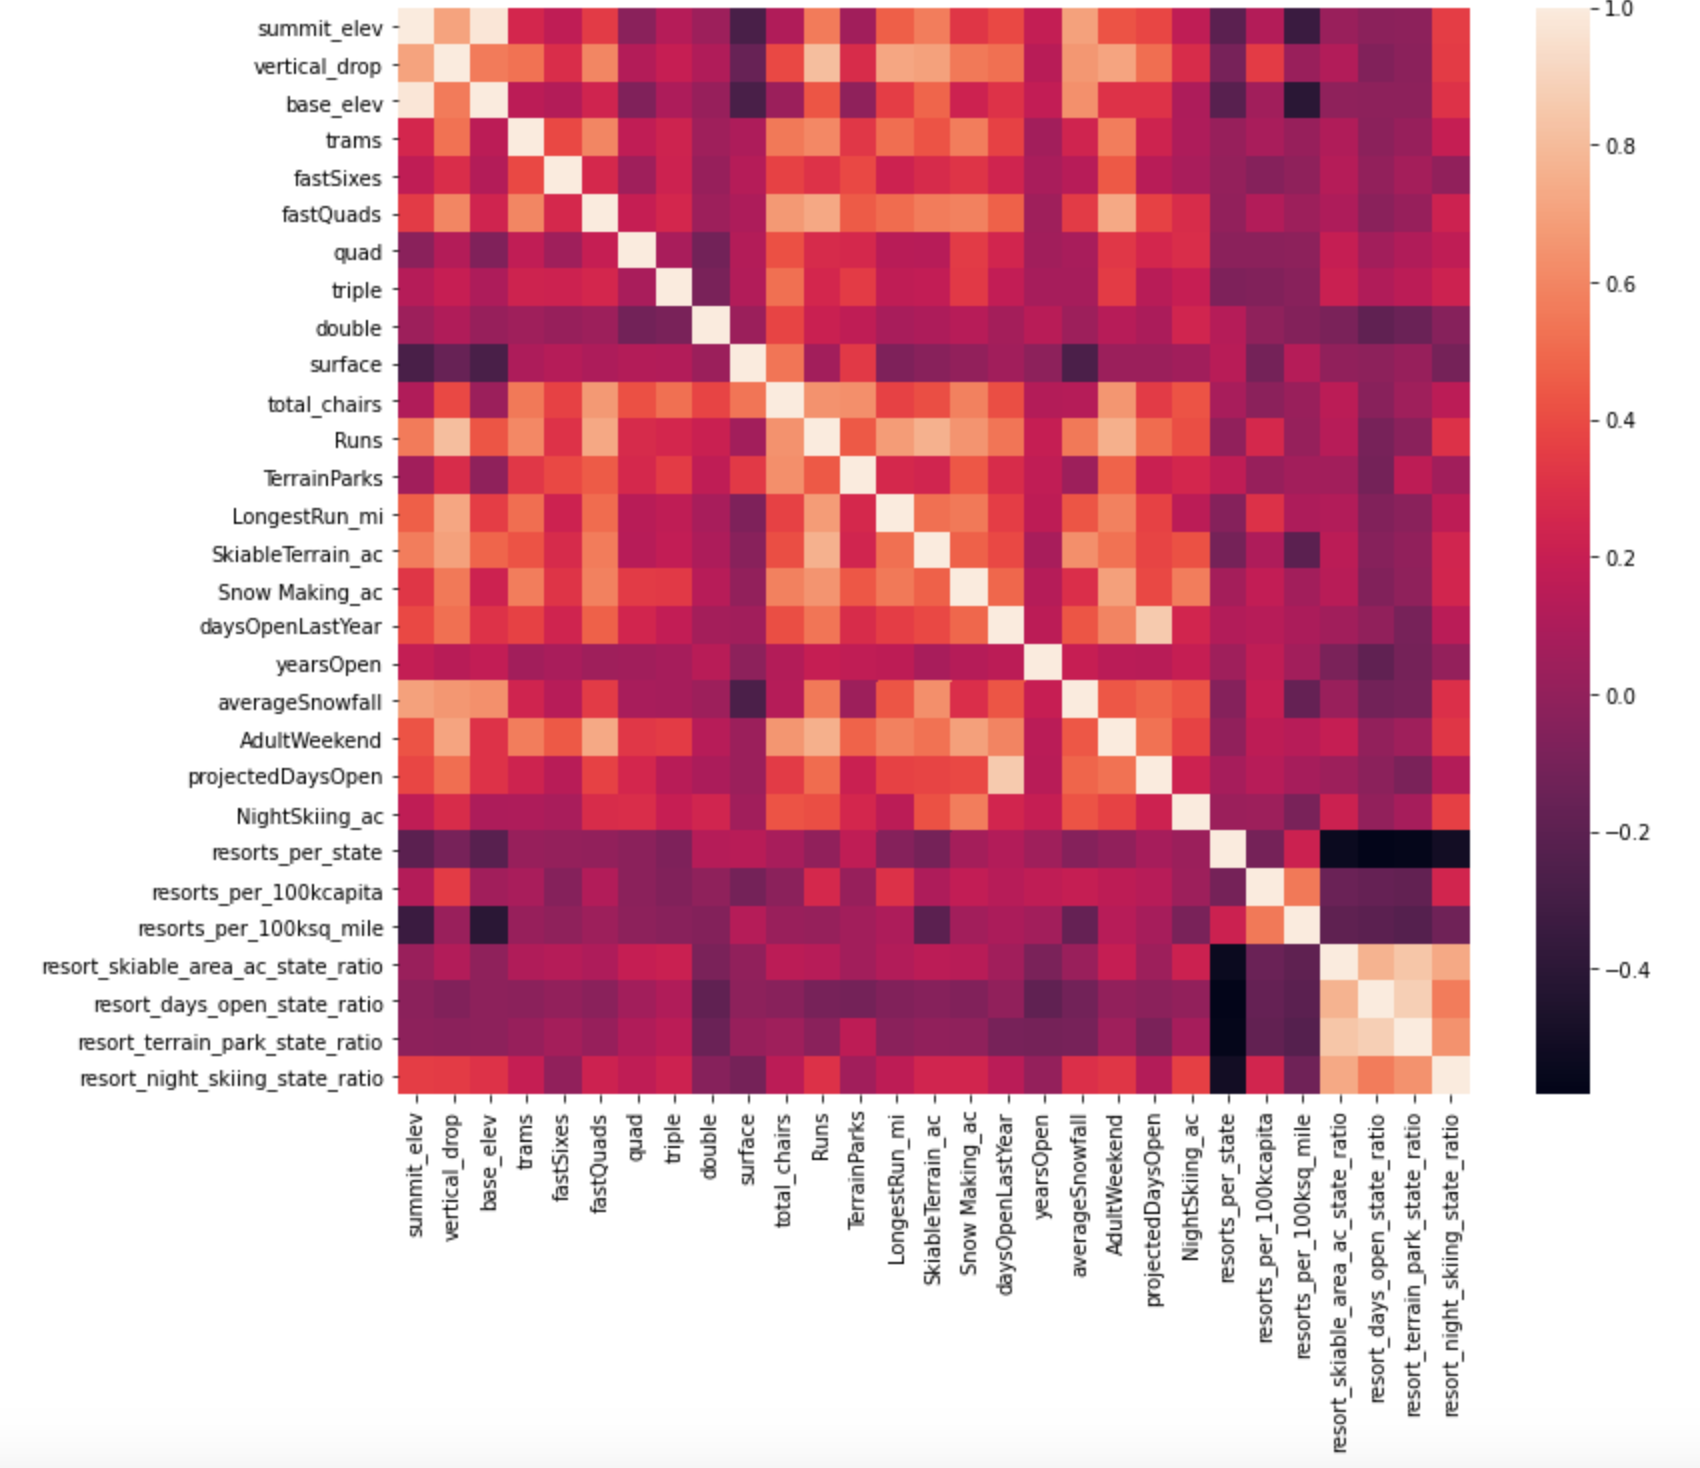 summit_elev
vertical_drop
base_elev
trams
fastSixes
fastQuads
quad
triple
double
surface
total_chairs
Runs
TerrainParks
LongestRun_mi
SkiableTerrain_ac
Snow Making_ac
daysOpenLastYear
yearsOpen
averageSnowfall
AdultWeekend
projectedDaysOpen
NightSkiing_ac
resorts_per_state
resorts_per_100kcapita
resorts_per_100ksq_mile
resort_skiable_area_ac_state_ratio
resort_days_open_state_ratio
resort_terrain_park_state_ratio
resort_night_skiing_state_ratio
summit_elev
vertical_drop
base_elev
trams
fastSixes
fastQuads
quad
triple
double
surface
total_chairs
Runs
TerrainParks
LongestRun_mi
SkiableTerrain_ac
Snow Making_ac
daysOpenLastYear
yearsOpen
averageSnowfall
AdultWeekend
projectedDaysOpen
NightSkiing_ac
resorts_per_state
resorts_per_100kcapita
resorts_per_100ksq_mile
resort_skiable_area_ac_state_ratio
resort_days_open_state_ratio
resort_terrain_park_state_ratio
resort_night_skiing_state_ratio
1.0
0.8
0.6
0.4
0.2
0.0
−0.2
−0.4